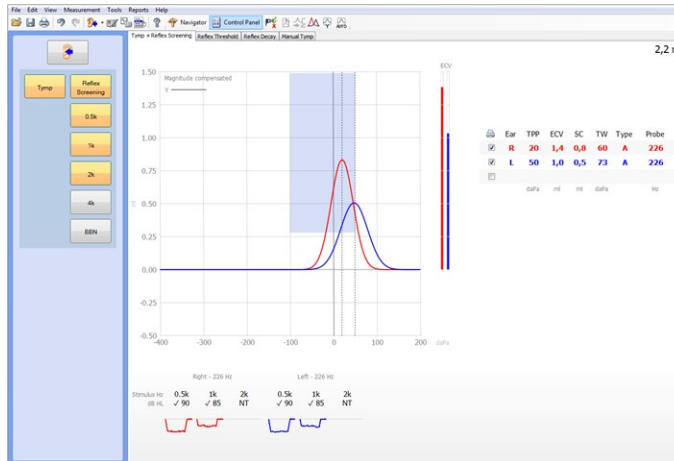 File Edit View Measurement Tools Reports Help
Navigator Control Panel AUTO
Tymp + Reflex Screening Reflex Threshold Reflex Decay Manual Tymp
2,2 m
Tymp Reflex Screening
0.5k
1k
2k
4k
BBN
ECV
Magnitude compensated
Y
1.50
1.25
1.00
0.75
0.50
0.25
0.00
-0.25
-0.50
ml
-400 -300 -200 -100 0 100 200 daPa
Ear TPP ECV SC TW Type Probe
R 20 1,4 0,8 60 A 226
L 50 1,0 0,5 73 A 226
daPa ml ml daPa Hz
Right - 226 Hz Left - 226 Hz
Stimulus Hz 0.5k 1k 2k 0.5k 1k 2k
dB HL ✓ 90 ✓ 85 NT ✓ 90 ✓ 85 NT